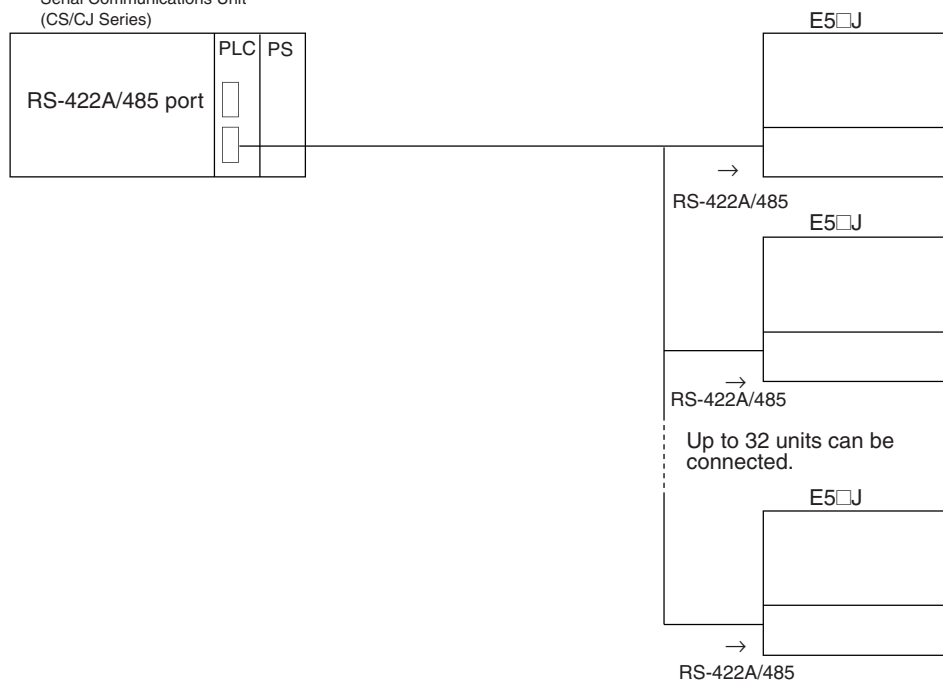 Serial Communications Unit
(CS/CJ Series)
PLC PS
RS-422A/485 port
E5□J
RS-422A/485
E5□J
RS-422A/485
Up to 32 units can be
connected.
E5□J
RS-422A/485